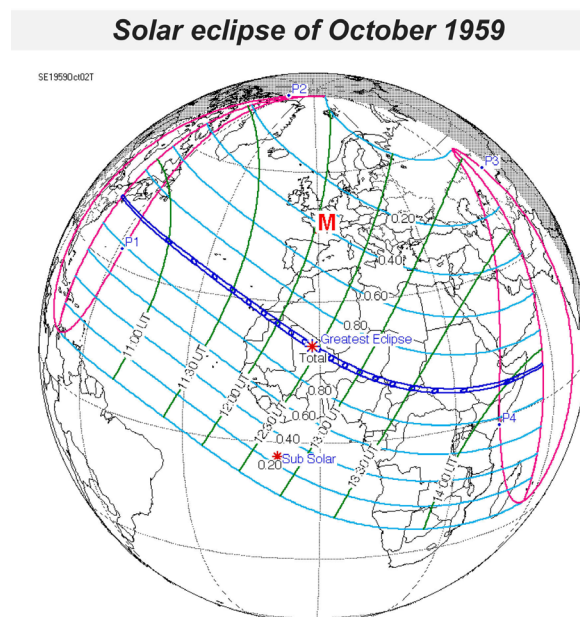 Solar eclipse of October 1959
SE1959Oct02T
P2
P3
M
0.20
0.40
P1
0.60
0.80
Greatest Eclipse
Total
11:00 UT
11:30 UT
12:00 UT
12:30 UT
13:00 UT
13:30 UT
14:00 UT
0.80
0.60
P4
0.40
Sub Solar
0.20